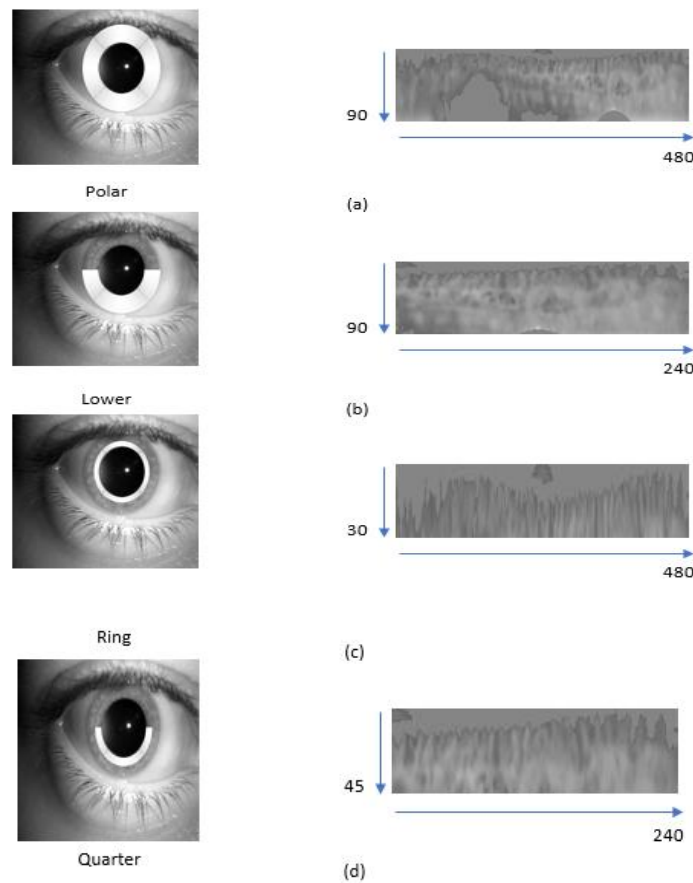 90
480
Polar
(a)
90
240
Lower
(b)
30
480
Ring
(c)
45
240
Quarter
(d)